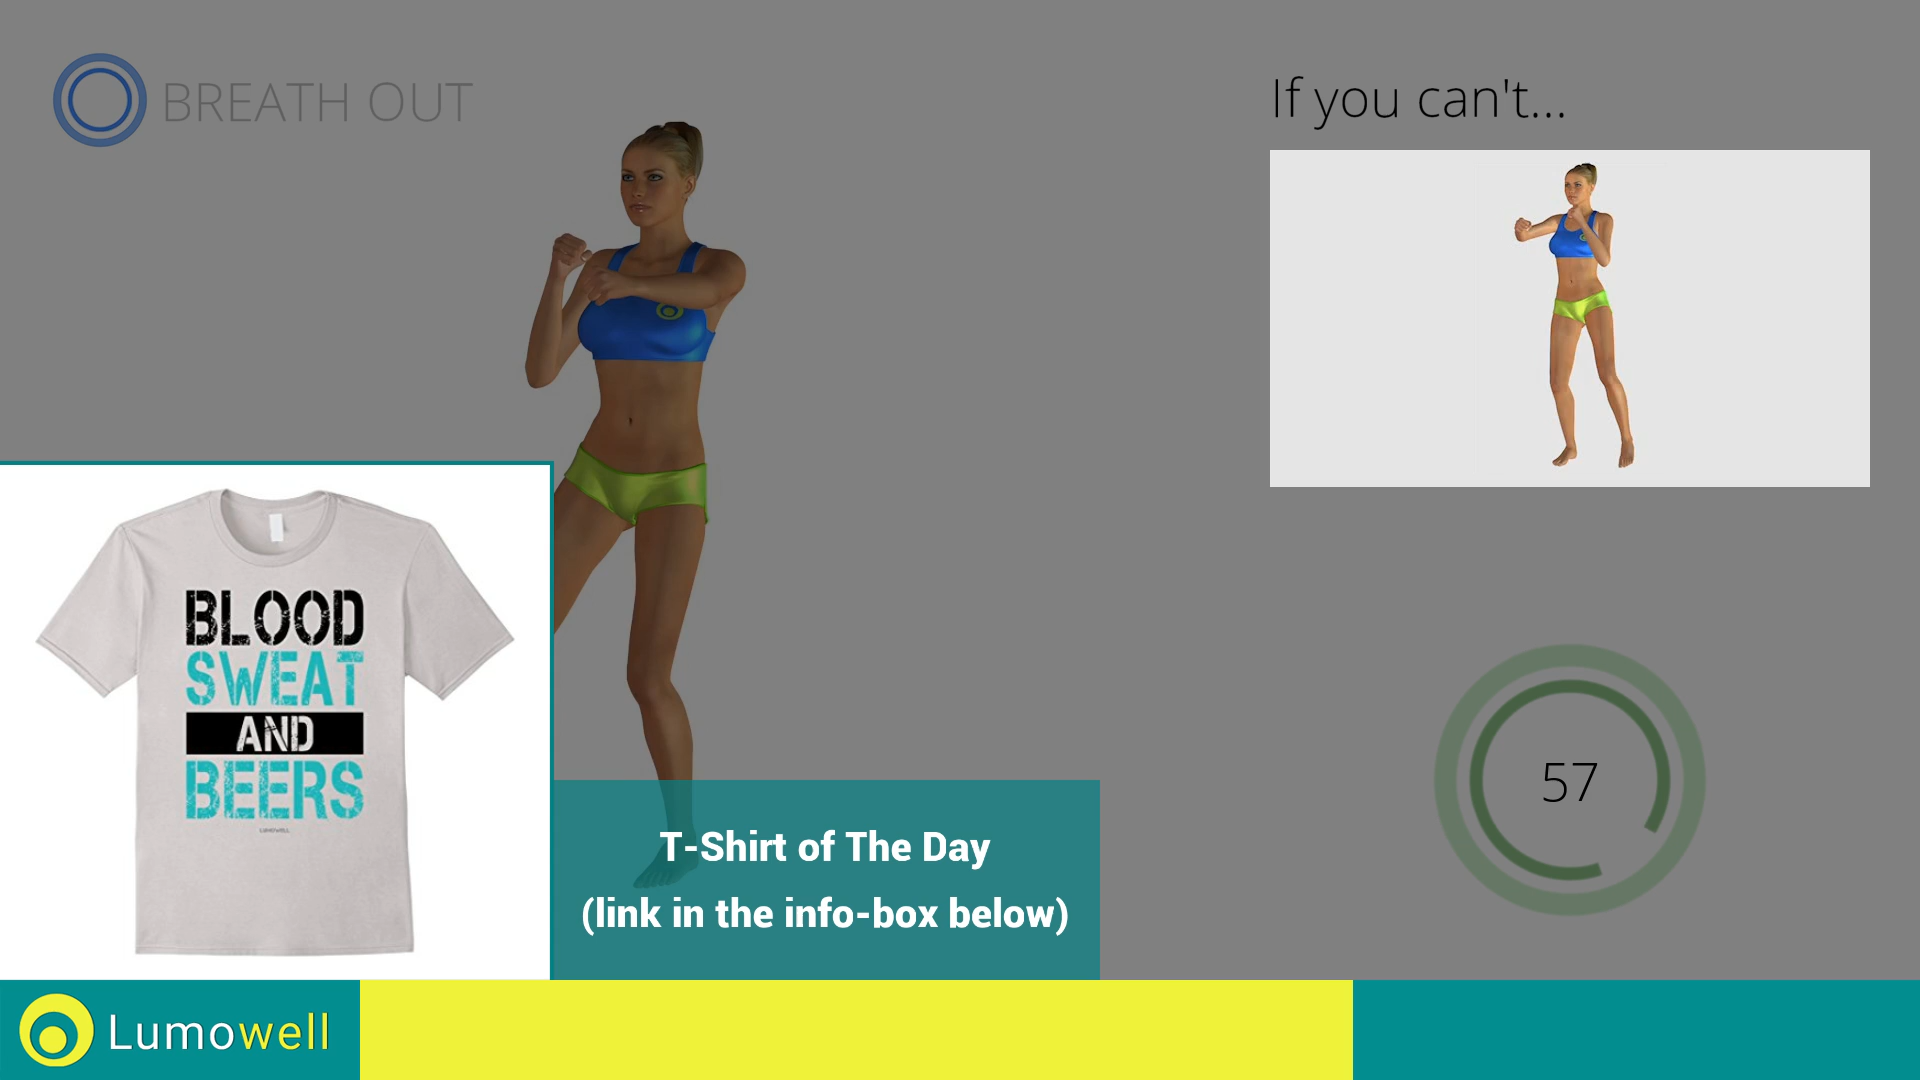 BREATH OUT
If you can't...
BLOOD
SWEAT
AND
BEERS
LUMOWELL
57
T-Shirt of The Day
(link in the info-box below)
Lumowell